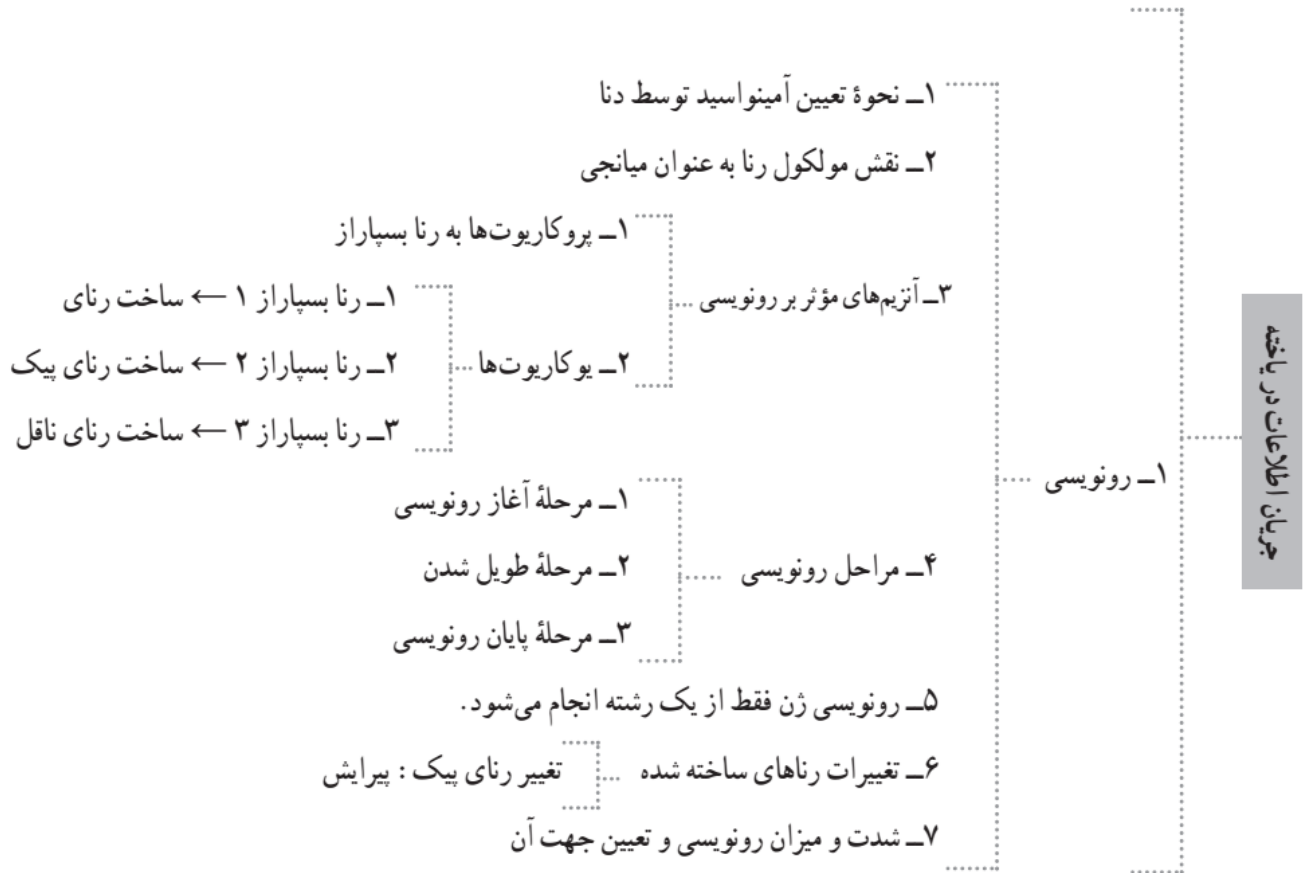 جریان اطلاعات در یاخته
۱ــ رونویسی
۱ــ نحوۀ تعیین آمینواسید توسط دنا
۲ــ نقش مولکول رنا به عنوان میانجی
۳ــ آنزیم‌های مؤثر بر رونویسی
۱ــ پروکاریوت‌ها به رنا بسپاراز
۲ــ یوکاریوت‌ها
۱ــ رنا بسپاراز ۱ ← ساخت رنای
۲ــ رنا بسپاراز ۲ ← ساخت رنای پیک
۳ــ رنا بسپاراز ۳ ← ساخت رنای ناقل
۴ــ مراحل رونویسی
۱ــ مرحلۀ آغاز رونویسی
۲ــ مرحلۀ طویل شدن
۳ــ مرحلۀ پایان رونویسی
۵ــ رونویسی ژن فقط از یک رشته انجام می‌شود.
۶ــ تغییرات رناهای ساخته شده
تغییر رنای پیک : پیرایش
۷ــ شدت و میزان رونویسی و تعیین جهت آن